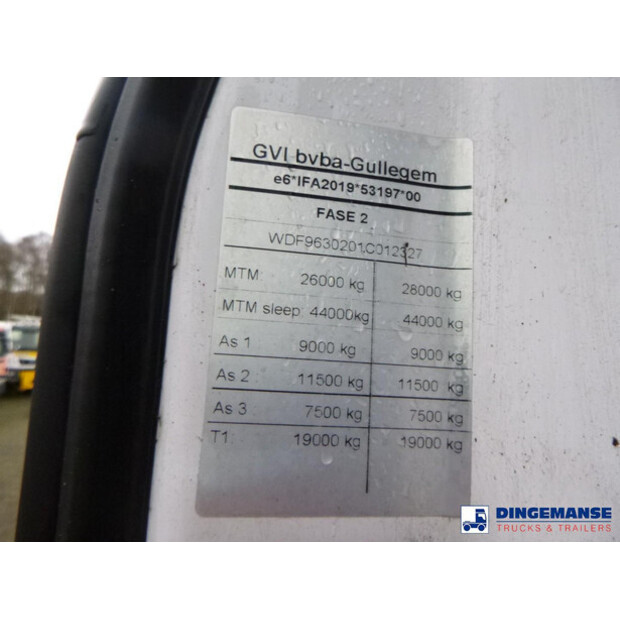 GVI bvba-Gullegem
e6*IFA2019*53197*00
FASE 2
WDF9630201C012327
MTM: 26000 kg 28000 kg
MTM sleep: 44000kg 44000 kg
As 1 9000 kg 9000 kg
As 2 11500 kg 11500 kg
As 3 7500 kg 7500 kg
T1 19000 kg 19000 kg
DINGEMANSE
TRUCKS & TRAILERS